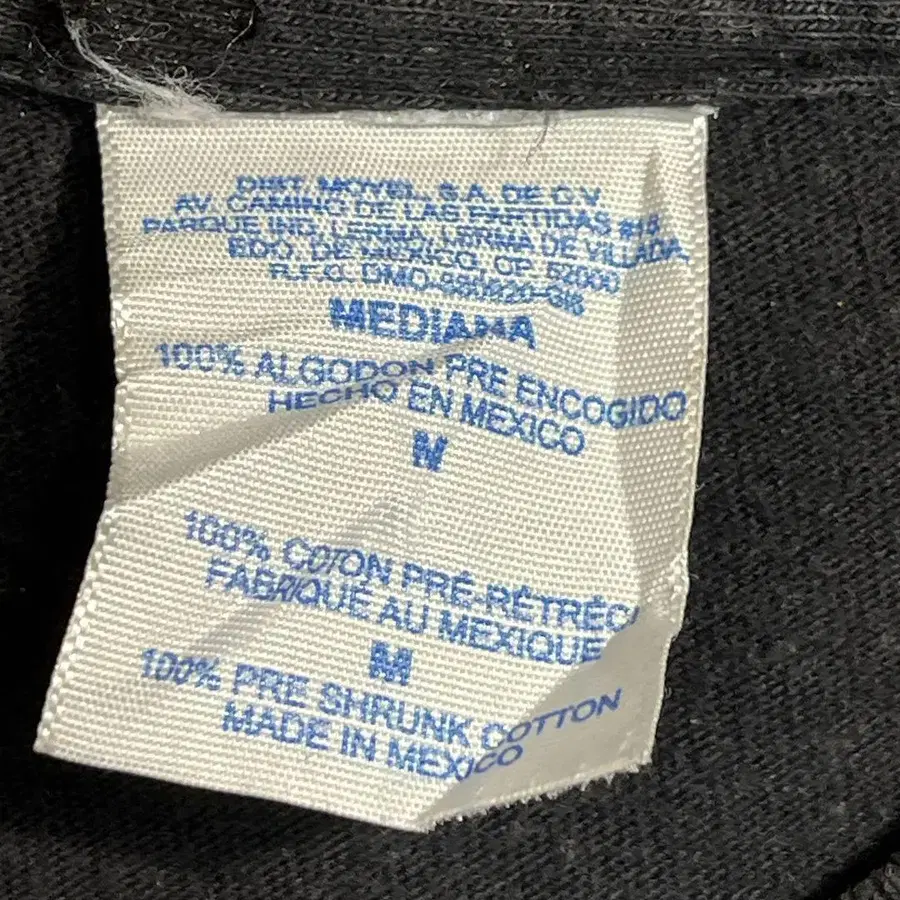 DIST. MOVEL, S.A. DE C.V.
AV. CAMINO DE LAS PARTIDAS #15
PARQUE IND. LERMA, LERMA DE VILLADA,
EDO. DE MEXICO, CP. 52000
R.F.C.
MEDIANA
100% ALGODON PRE ENCOGIDO
HECHO EN MEXICO
M
100% COTON PRÉ-RÉTRÉCI
FABRIQUÉ AU MEXIQUE
M
100% PRE SHRUNK COTTON
MADE IN MEXICO